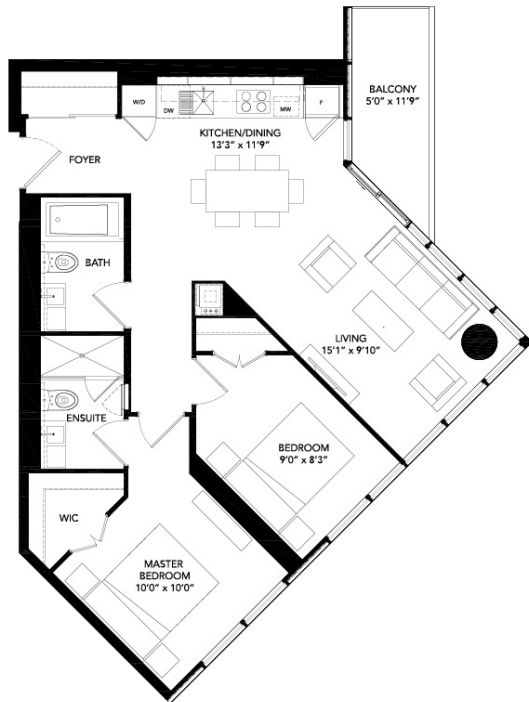 BALCONY
5'0" x 11'9"
W/D
DW
MW
F
KITCHEN/DINING
13'3" x 11'9"
FOYER
BATH
LIVING
15'1" x 9'10"
ENSUITE
BEDROOM
9'0" x 8'3"
WIC
MASTER
BEDROOM
10'0" x 10'0"